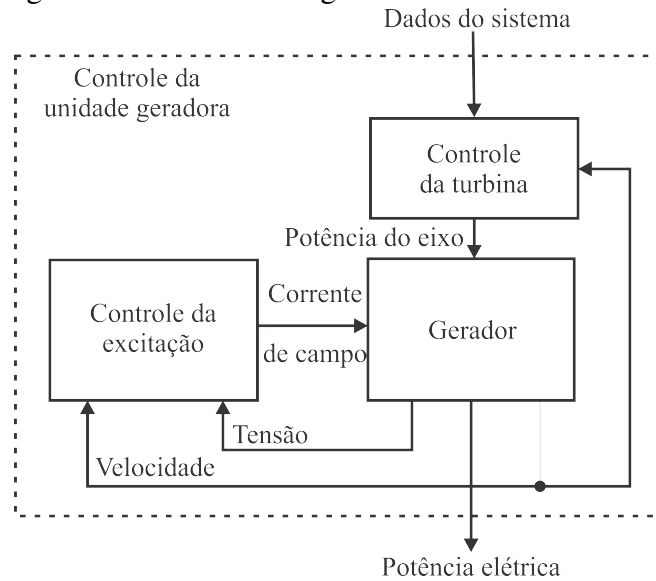 Dados do sistema
Controle da
unidade geradora
Controle
da turbina
Potência do eixo
Controle da
excitação
Corrente
de campo
Gerador
Tensão
Velocidade
Potência elétrica